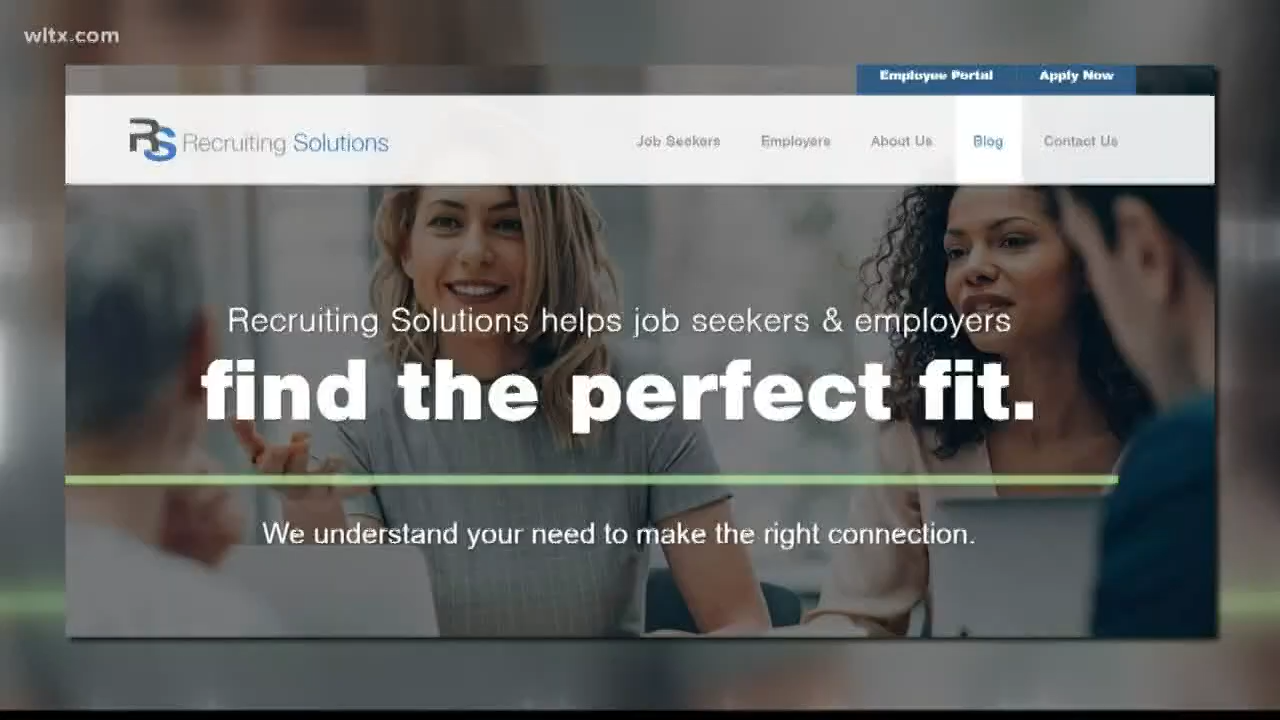 wltx.com
Employee Portal
Apply Now
RS Recruiting Solutions
Job Seekers
Employers
About Us
Blog
Contact Us
Recruiting Solutions helps job seekers & employers
find the perfect fit.
We understand your need to make the right connection.